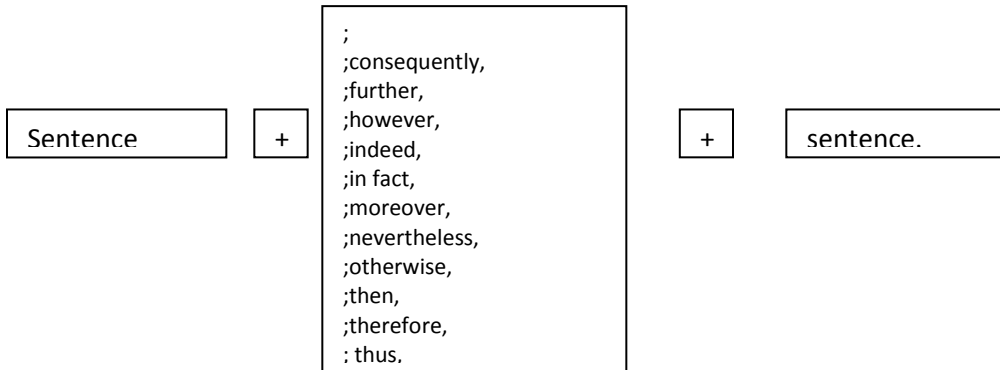 Sentence
+
;
;consequently,
;further,
;however,
;indeed,
;in fact,
;moreover,
;nevertheless,
;otherwise,
;then,
;therefore,
; thus,
+
sentence.